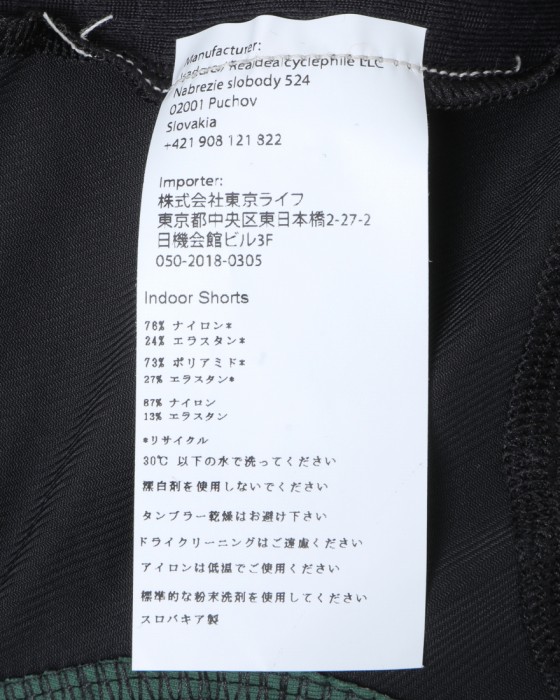 Manufacturer:
Isadore/ Realdea cyclephile LLC
Nabrezie slobody 524
02001 Puchov
Slovakia
+421 908 121 822
Importer:
株式会社東京ライフ
東京都中央区東日本橋2-27-2
日機会館ビル3F
050-2018-0305
Indoor Shorts
76% ナイロン*
24% エラスタン*
73% ポリアミド*
27% エラスタン*
87% ナイロン
13% エラスタン
*リサイクル
30℃ 以下の水で洗ってください
漂白剤を使用しないでください
タンブラー乾燥はお避け下さい
ドライクリーニングはご遠慮ください
アイロンは低温でご使用ください
標準的な粉末洗剤を使用してください
スロバキア製